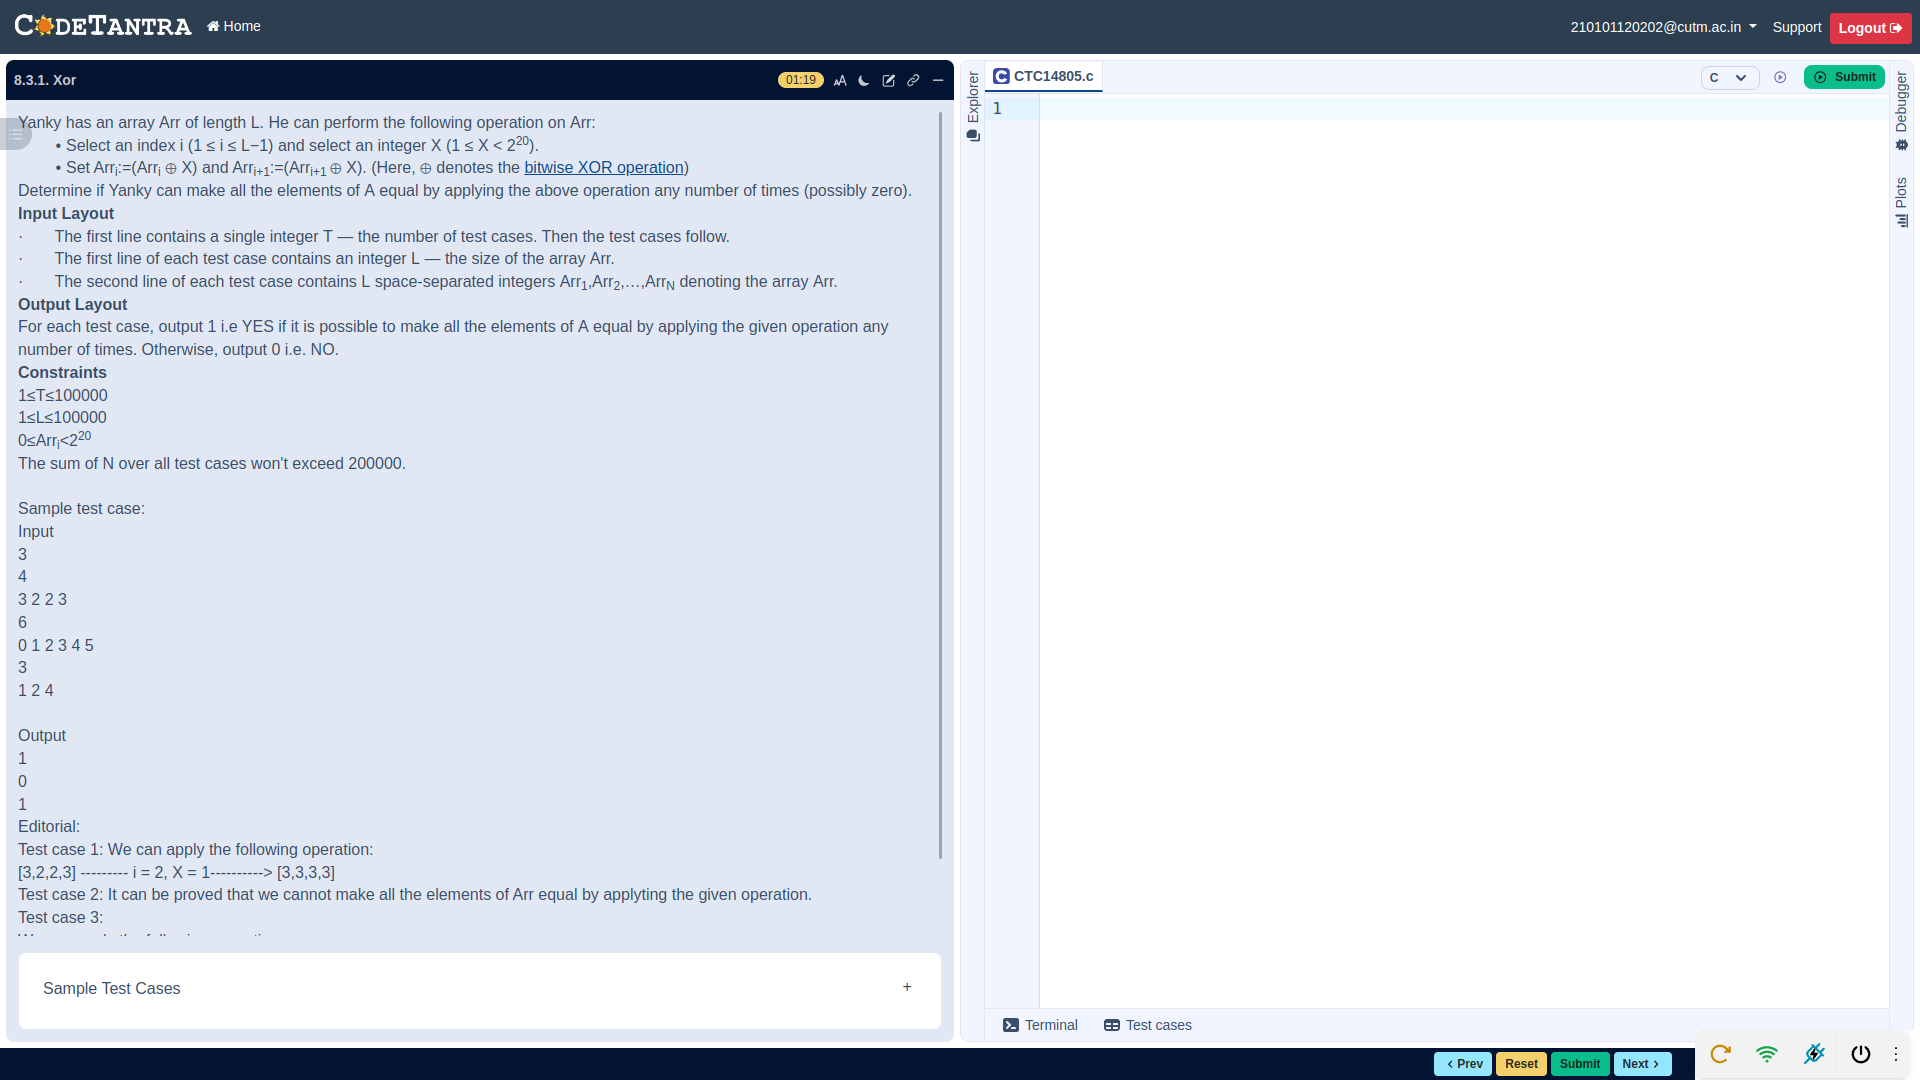 CODETANTRA Home 210101120202@cutm.ac.in Support Logout
8.3.1. Xor 01:19
Yanky has an array Arr of length L. He can perform the following operation on Arr:
• Select an index i (1 ≤ i ≤ L−1) and select an integer X (1 ≤ X < 2^20).
• Set Arr_i:=(Arr_i ⊕ X) and Arr_i+1:=(Arr_i+1 ⊕ X). (Here, ⊕ denotes the bitwise XOR operation)
Determine if Yanky can make all the elements of A equal by applying the above operation any number of times (possibly zero).
Input Layout
· The first line contains a single integer T — the number of test cases. Then the test cases follow.
· The first line of each test case contains an integer L — the size of the array Arr.
· The second line of each test case contains L space-separated integers Arr_1,Arr_2,…,Arr_N denoting the array Arr.
Output Layout
For each test case, output 1 i.e YES if it is possible to make all the elements of A equal by applying the given operation any
number of times. Otherwise, output 0 i.e. NO.
Constraints
1≤T≤100000
1≤L≤100000
0≤Arr_i<2^20
The sum of N over all test cases won't exceed 200000.
Sample test case:
Input
3
4
3 2 2 3
6
0 1 2 3 4 5
3
1 2 4
Output
1
0
1
Editorial:
Test case 1: We can apply the following operation:
[3,2,2,3] --------- i = 2, X = 1----------> [3,3,3,3]
Test case 2: It can be proved that we cannot make all the elements of Arr equal by applyting the given operation.
Test case 3:
Sample Test Cases +
Explorer
CTC14805.c
C
Submit
1
Debugger
Plots
Terminal Test cases
Prev Reset Submit Next